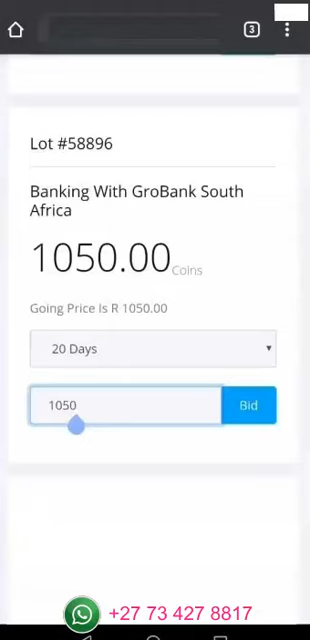 3
Lot #58896
Banking With GroBank South
Africa
1050.00 Coins
Going Price Is R 1050.00
20 Days
1050
Bid
+27 73 427 8817